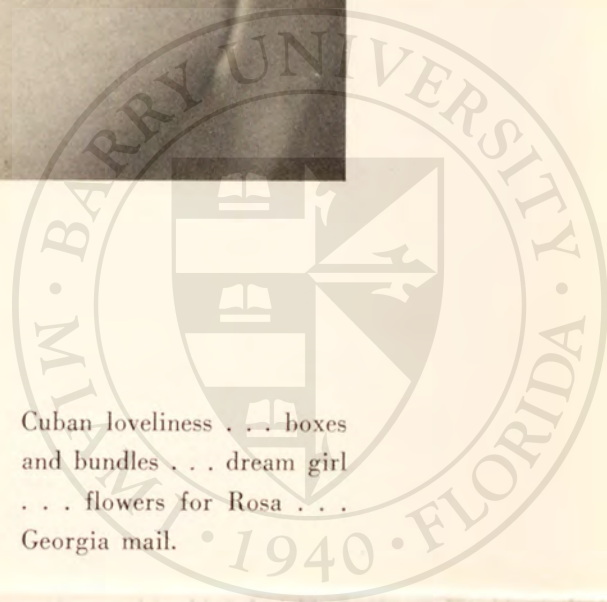 BARRY UNIVERSITY
MIAMI • 1940 • FLORIDA
Cuban loveliness . . . boxes
and bundles . . . dream girl
. . . flowers for Rosa . . .
Georgia mail.